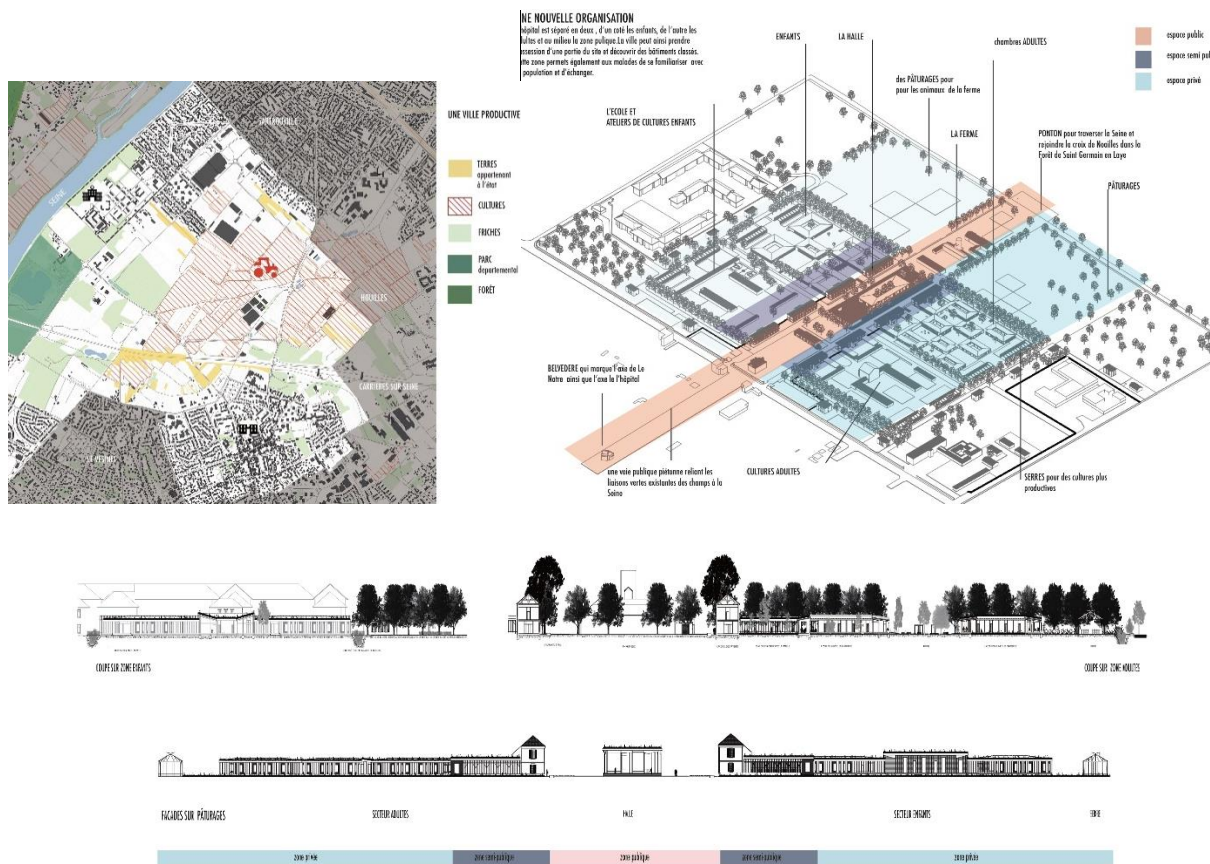 NE NOUVELLE ORGANISATION
hôpital est séparé en deux , d'un coté les enfants, de l'autre les
dultes et au milieu la zone pulique.La ville peut ainsi prendre
ossession d'une partie du site et découvrir des bâtiments classés.
ette zone permets également aux malades de se familiariser avec
population et d'échanger.
ENFANTS
LA HALLE
chambres ADULTES
espace public
espace semi pul
espace privé
des PÂTURAGES pour
pour les animaux de la ferme
L'ECOLE ET
ATELIERS DE CULTURES ENFANTS
LA FERME
PONTON pour traverser la Seine et
rejoindre la croix de Noailles dans la
Forêt de Saint Germain en Laye
PÂTURAGES
BELVEDERE qui marque l'axe de Le
Notre ainsi que l'axe de l'hôpital
une voie publique piétonne reliant les
liaisons vertes existantes des champs à la
Seine
CULTURES ADULTES
SERRES pour des cultures plus
productives
UNE VILLE PRODUCTIVE
TERRES
appartenant
à l'état
CULTURES
FRICHES
PARC
departemental
FORÊT
SEINE
HOUILLES
CARRIERES SUR SEINE
COUPE SUR ZONE ENFANTS
COUPE SUR ZONE ADULTES
FAÇADES SUR PÂTURAGES
SECTEUR ADULTES
HALLE
SECTEUR ENFANTS
SERRE
zone privée
zone semi-publique
zone publique
zone semi-publique
zone privée